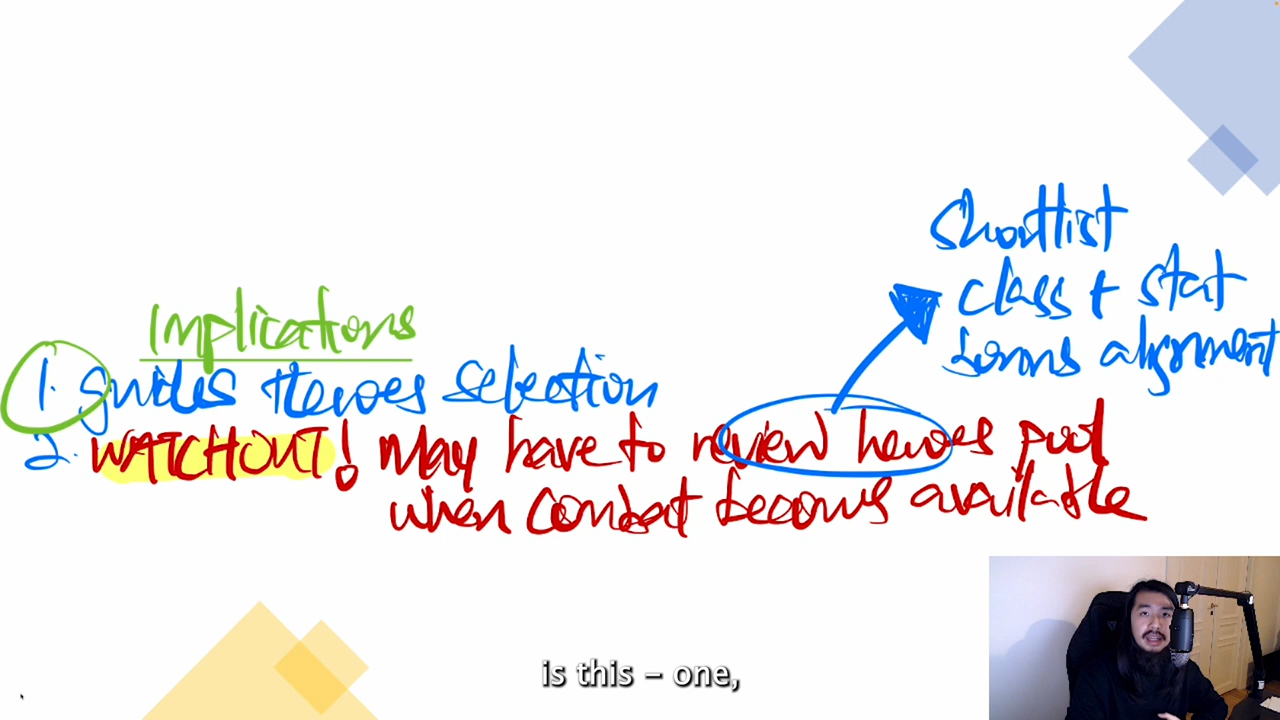 Implications
1. guides Heroes selection
2. WATCHOUT! May have to review heroes pool
when combat becomes available
Shortlist
class + stat
alignment
is this – one,